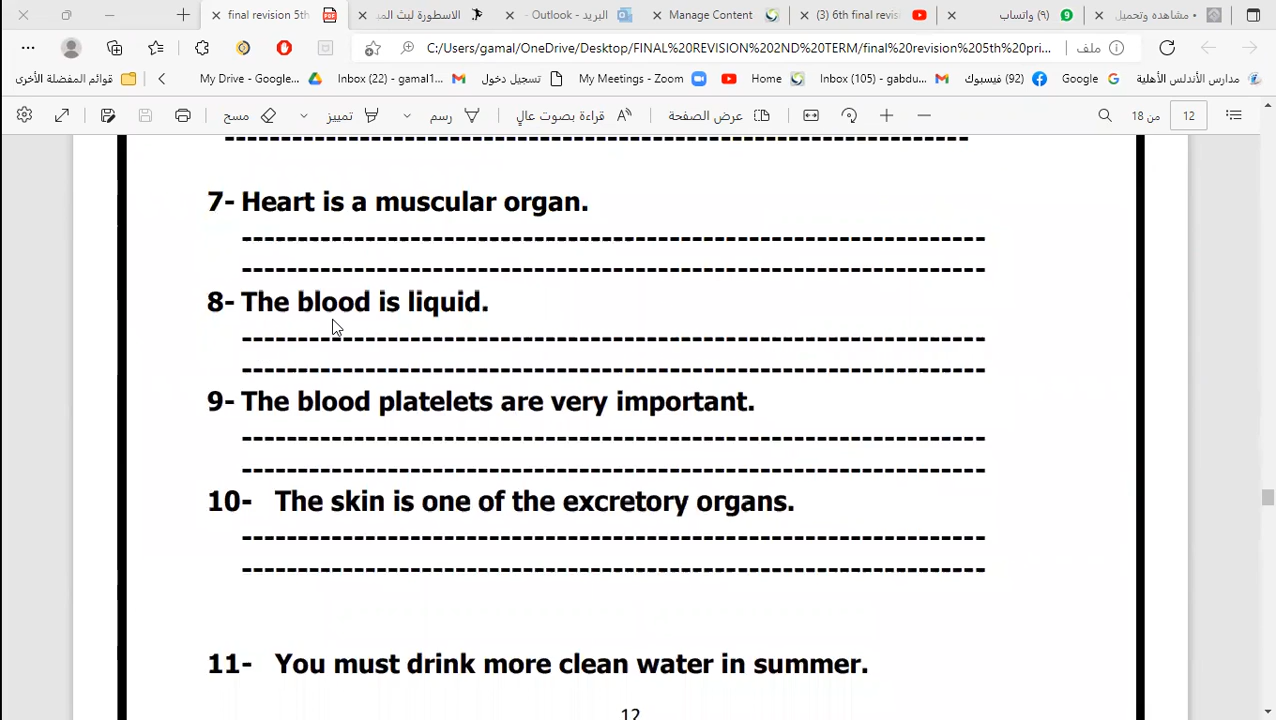 final revision 5th
الاسطورة لبث المد
البريد - Outlook
Manage Content
(3) 6th final revis
(٩) وتساب
مشاهده وتحميل •
C:/Users/gamal/OneDrive/Desktop/FINAL%20REVISION%202ND%20TERM/final%20revision%205th%20pri...
ملف
قوائم المفضلة الأخرى
My Drive - Google...
Inbox (22) - gamal1...
تسجيل دخول
My Meetings - Zoom
Home
Inbox (105) - gabdu...
(٥) فيسبوك
Google
مدارس الأندلس الأهلية
مسح
تمييز
رسم
قراءة بصوت عالٍ
عرض الصفحة
12
من 18
7- Heart is a muscular organ.
8- The blood is liquid.
9- The blood platelets are very important.
10- The skin is one of the excretory organs.
11- You must drink more clean water in summer.
12